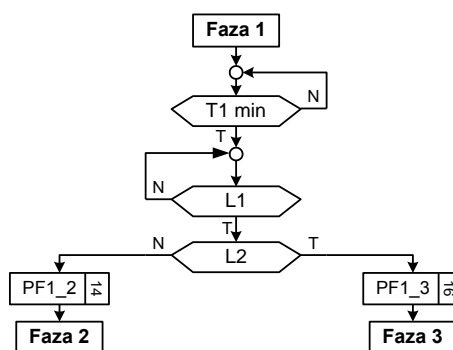 Faza 1
N
T1 min
T
N
L1
T
N
L2
T
PF1_2 14
PF1_3 16
Faza 2
Faza 3